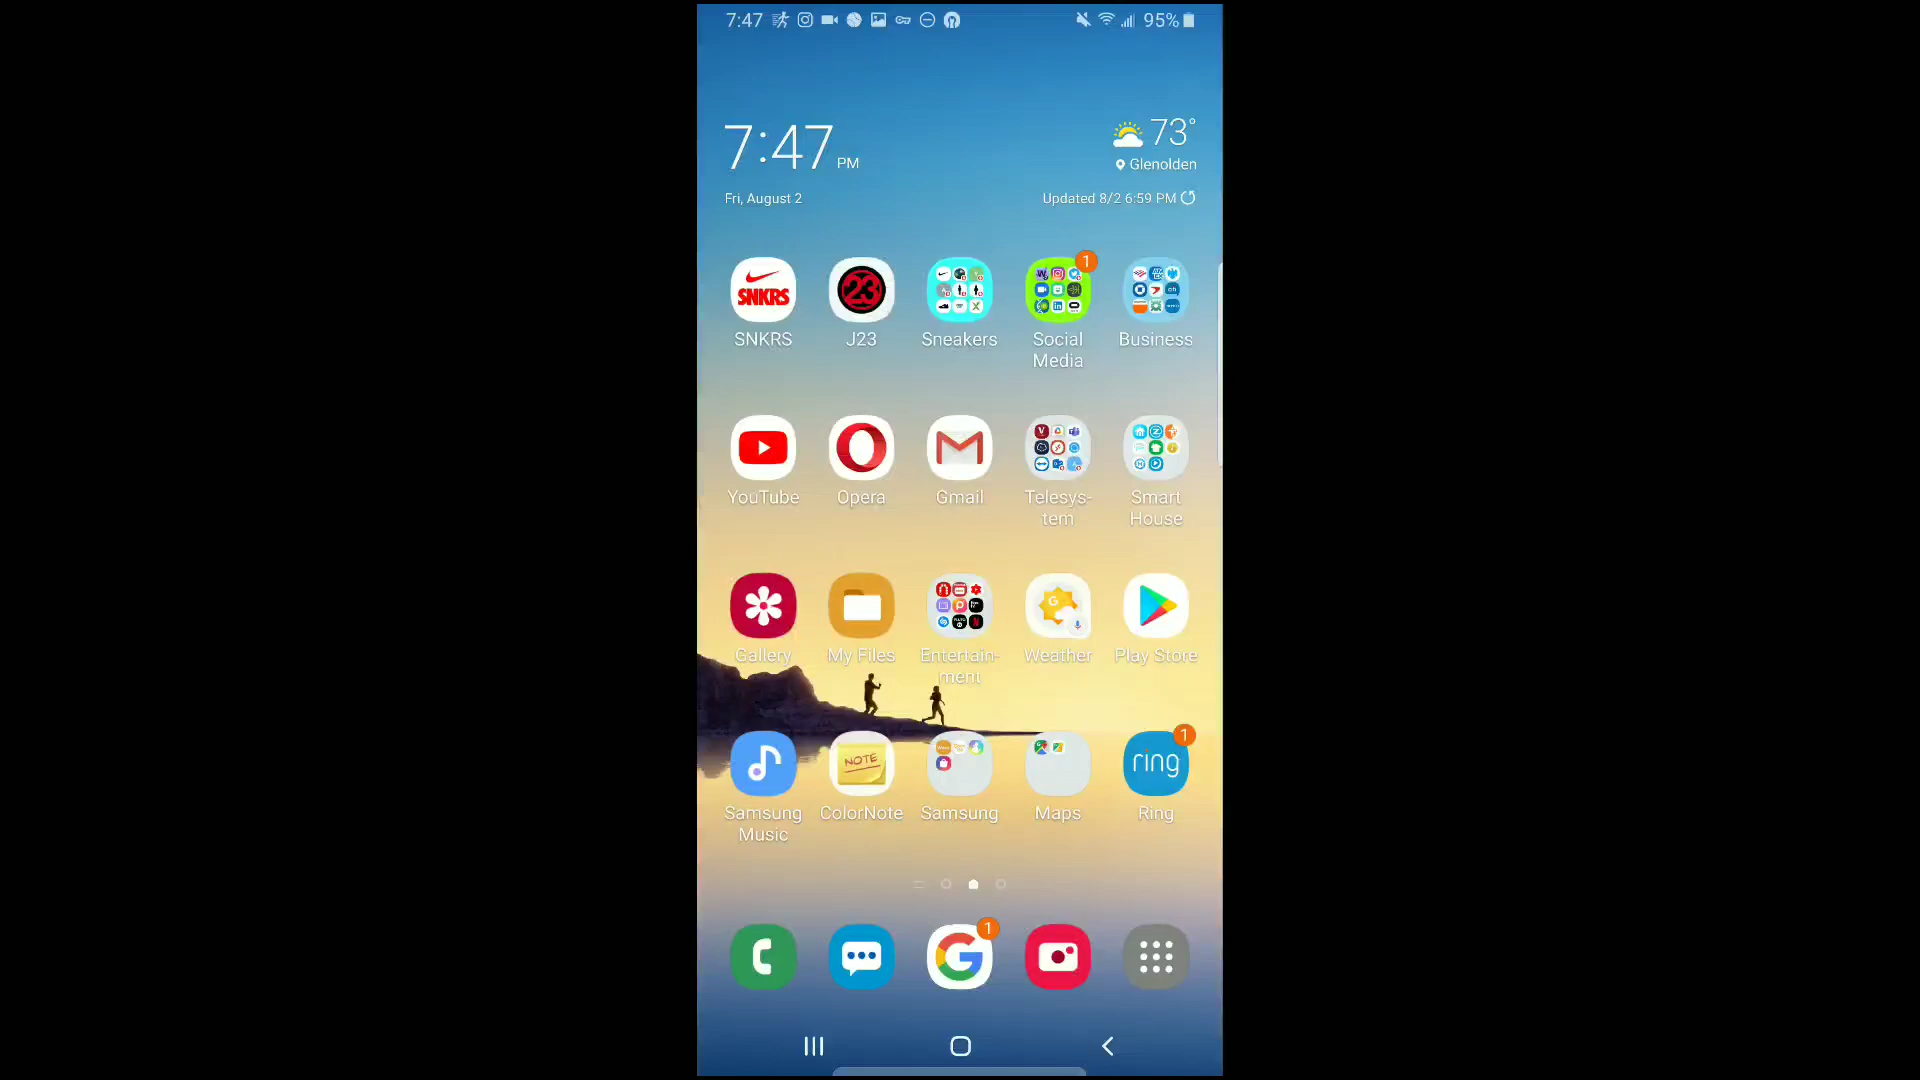 7:47 95%
7:47 PM
73°
Glenolden
Fri, August 2
Updated 8/2 6:59 PM
SNKRS
23
1
SNKRS J23 Sneakers Social Media Business
YouTube Opera Gmail Telesys-tem Smart House
Gallery My Files Entertain-ment Weather Play Store
NOTE
ring
1
Samsung Music ColorNote Samsung Maps Ring
G
1